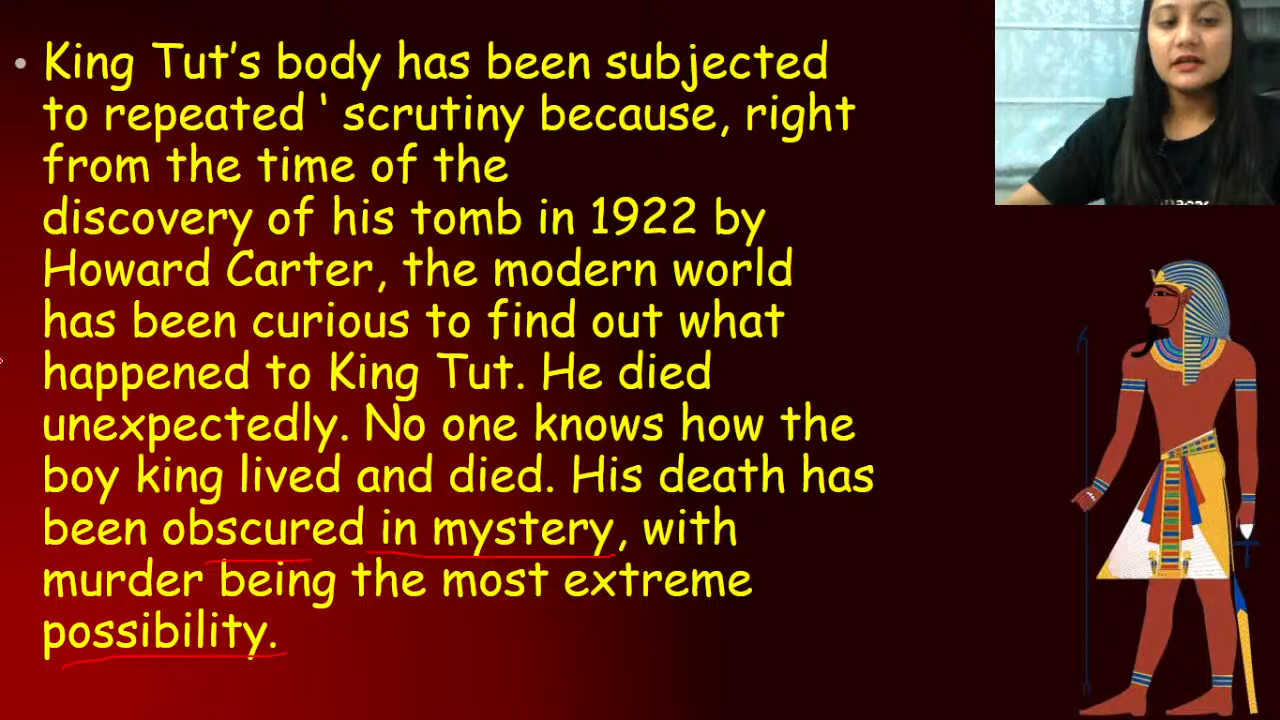 • King Tut's body has been subjected
to repeated ‘ scrutiny because, right
from the time of the
discovery of his tomb in 1922 by
Howard Carter, the modern world
has been curious to find out what
happened to King Tut. He died
unexpectedly. No one knows how the
boy king lived and died. His death has
been obscured in mystery, with
murder being the most extreme
possibility.